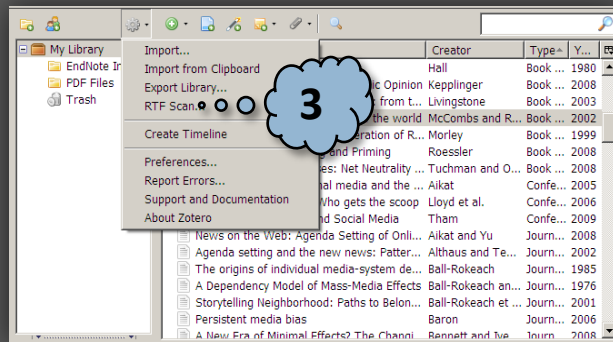 Creator Type Y...
My Library
EndNote
PDF Files
Trash
Import...
Import from Clipboard
Export Library...
RTF Scan...
Create Timeline
Preferences...
Report Errors...
Support and Documentation
About Zotero
3
Hall Book ... 1980
ic Opinion Kepplinger Book ... 2008
from t... Livingstone Book ... 2003
the world McCombs and R... Book ... 2002
eration of R... Morley Book ... 1999
and Priming Roessler Book ... 2008
es: Net Neutrality ... Tuchman and O... Book ... 2008
al media and the ... Aikat Confe... 2005
Who gets the scoop Lloyd et al. Confe... 2006
nd Social Media Tham Confe... 2009
News on the Web: Agenda Setting of Onli... Aikat and Yu Journ... 2008
Agenda setting and the new news: Patter... Althaus and Te... Journ... 2002
The origins of individual media-system de... Ball-Rokeach Journ... 1985
A Dependency Model of Mass-Media Effects Ball-Rokeach an... Journ... 1976
Storytelling Neighborhood: Paths to Belon... Ball-Rokeach et ... Journ... 2001
Persistent media bias Baron Journ... 2006
A New Era of Minimal Effects? The Changi... Bennett and Ive... Journ... 2008